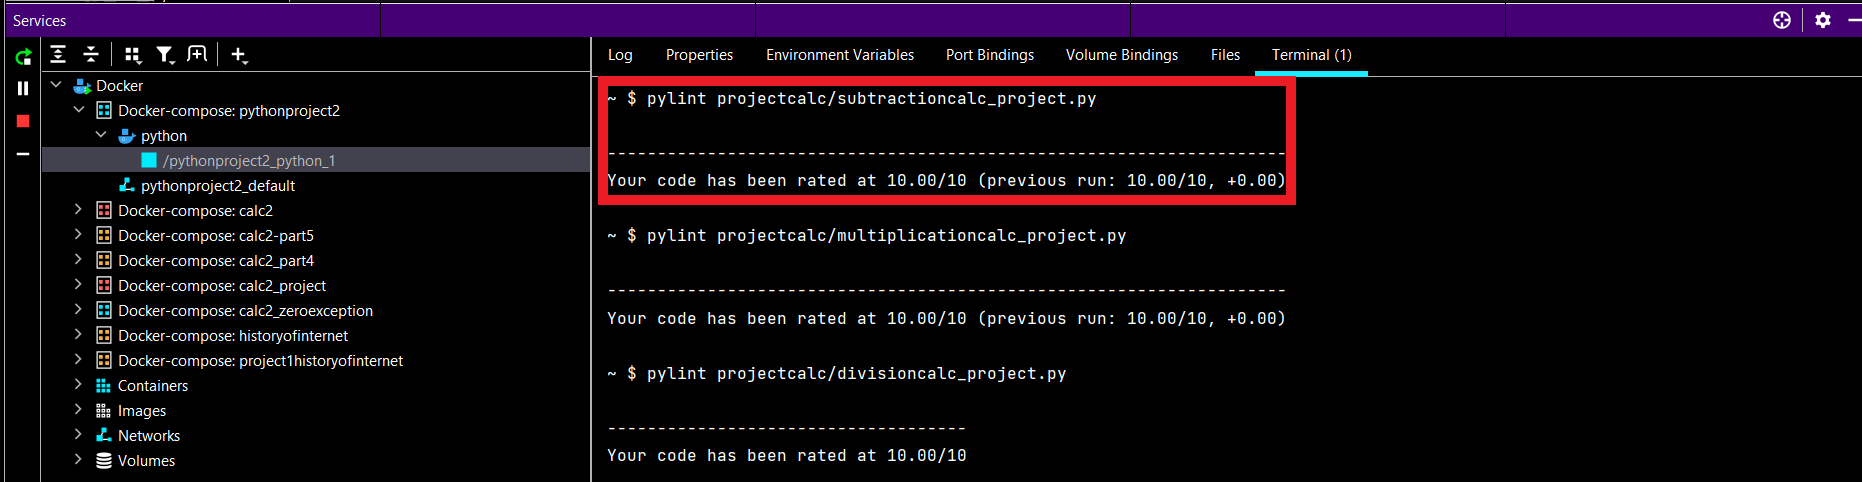 Services
Docker
Docker-compose: pythonproject2
python
/pythonproject2_python_1
pythonproject2_default
Docker-compose: calc2
Docker-compose: calc2-part5
Docker-compose: calc2_part4
Docker-compose: calc2_project
Docker-compose: calc2_zeroexception
Docker-compose: historyofinternet
Docker-compose: project1historyofinternet
Containers
Images
Networks
Volumes
Log Properties Environment Variables Port Bindings Volume Bindings Files Terminal (1)
~ $ pylint projectcalc/subtractioncalc_project.py
--------------------------------------------------------------------
Your code has been rated at 10.00/10 (previous run: 10.00/10, +0.00)
~ $ pylint projectcalc/multiplicationcalc_project.py
--------------------------------------------------------------------
Your code has been rated at 10.00/10 (previous run: 10.00/10, +0.00)
~ $ pylint projectcalc/divisioncalc_project.py
------------------------------------
Your code has been rated at 10.00/10